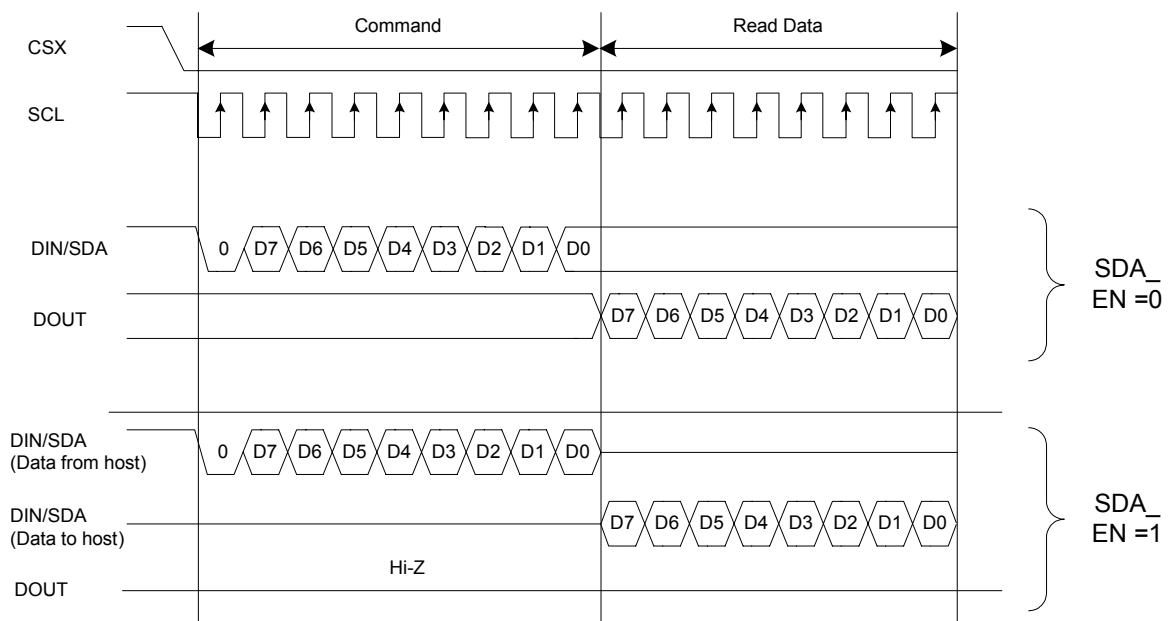 Command Read Data
CSX
SCL
DIN/SDA 0 D7 D6 D5 D4 D3 D2 D1 D0
DOUT D7 D6 D5 D4 D3 D2 D1 D0
SDA_
EN =0
DIN/SDA
(Data from host) 0 D7 D6 D5 D4 D3 D2 D1 D0
DIN/SDA
(Data to host) D7 D6 D5 D4 D3 D2 D1 D0
SDA_
EN =1
Hi-Z
DOUT